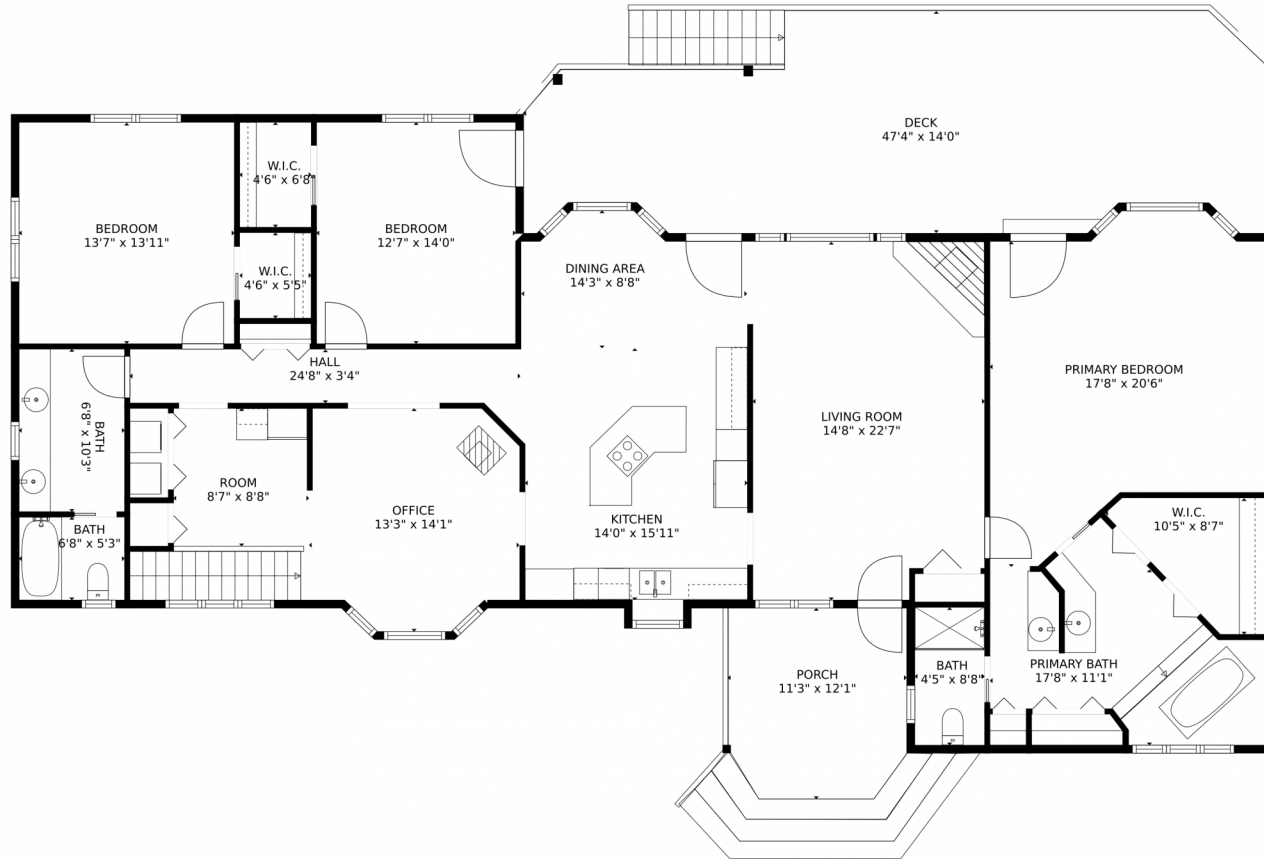 DECK
47'4" x 14'0"
W.I.C.
4'6" x 6'8"
BEDROOM
13'7" x 13'11"
BEDROOM
12'7" x 14'0"
W.I.C.
4'6" x 5'5"
DINING AREA
14'3" x 8'8"
HALL
24'8" x 3'4"
PRIMARY BEDROOM
17'8" x 20'6"
LIVING ROOM
14'8" x 22'7"
BATH
6'8" x 10'3"
ROOM
8'7" x 8'8"
OFFICE
13'3" x 14'1"
KITCHEN
14'0" x 15'11"
W.I.C.
10'5" x 8'7"
BATH
6'8" x 5'3"
PORCH
11'3" x 12'1"
BATH
4'5" x 8'8"
PRIMARY BATH
17'8" x 11'1"